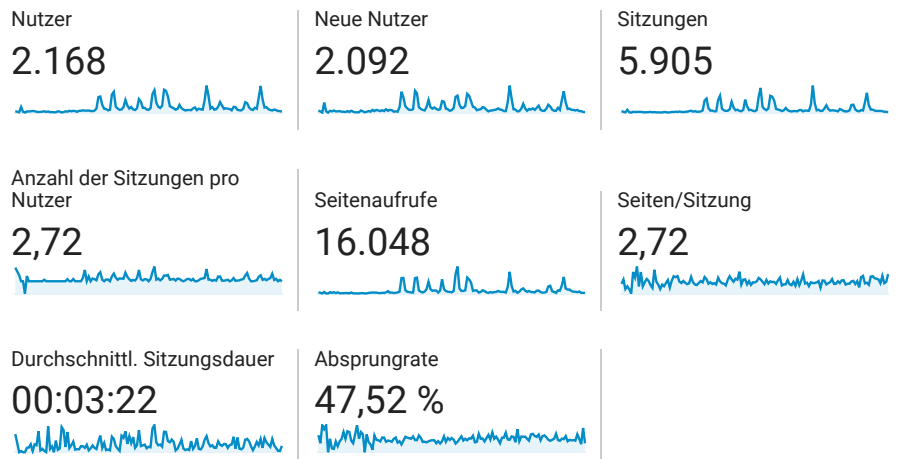 Nutzer
2.168
Neue Nutzer
2.092
Sitzungen
5.905
Anzahl der Sitzungen pro
Nutzer
2,72
Seitenaufrufe
16.048
Seiten/Sitzung
2,72
Durchschnittl. Sitzungsdauer
00:03:22
Absprungrate
47,52 %